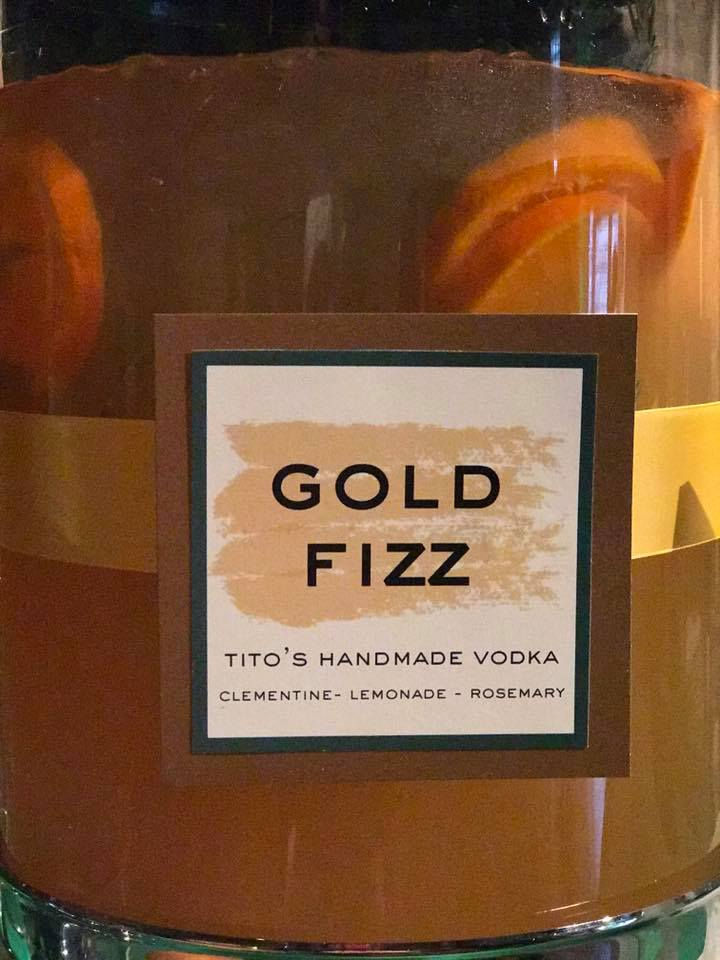 GOLD
FIZZ
TITO'S HANDMADE VODKA
CLEMENTINE- LEMONADE - ROSEMARY